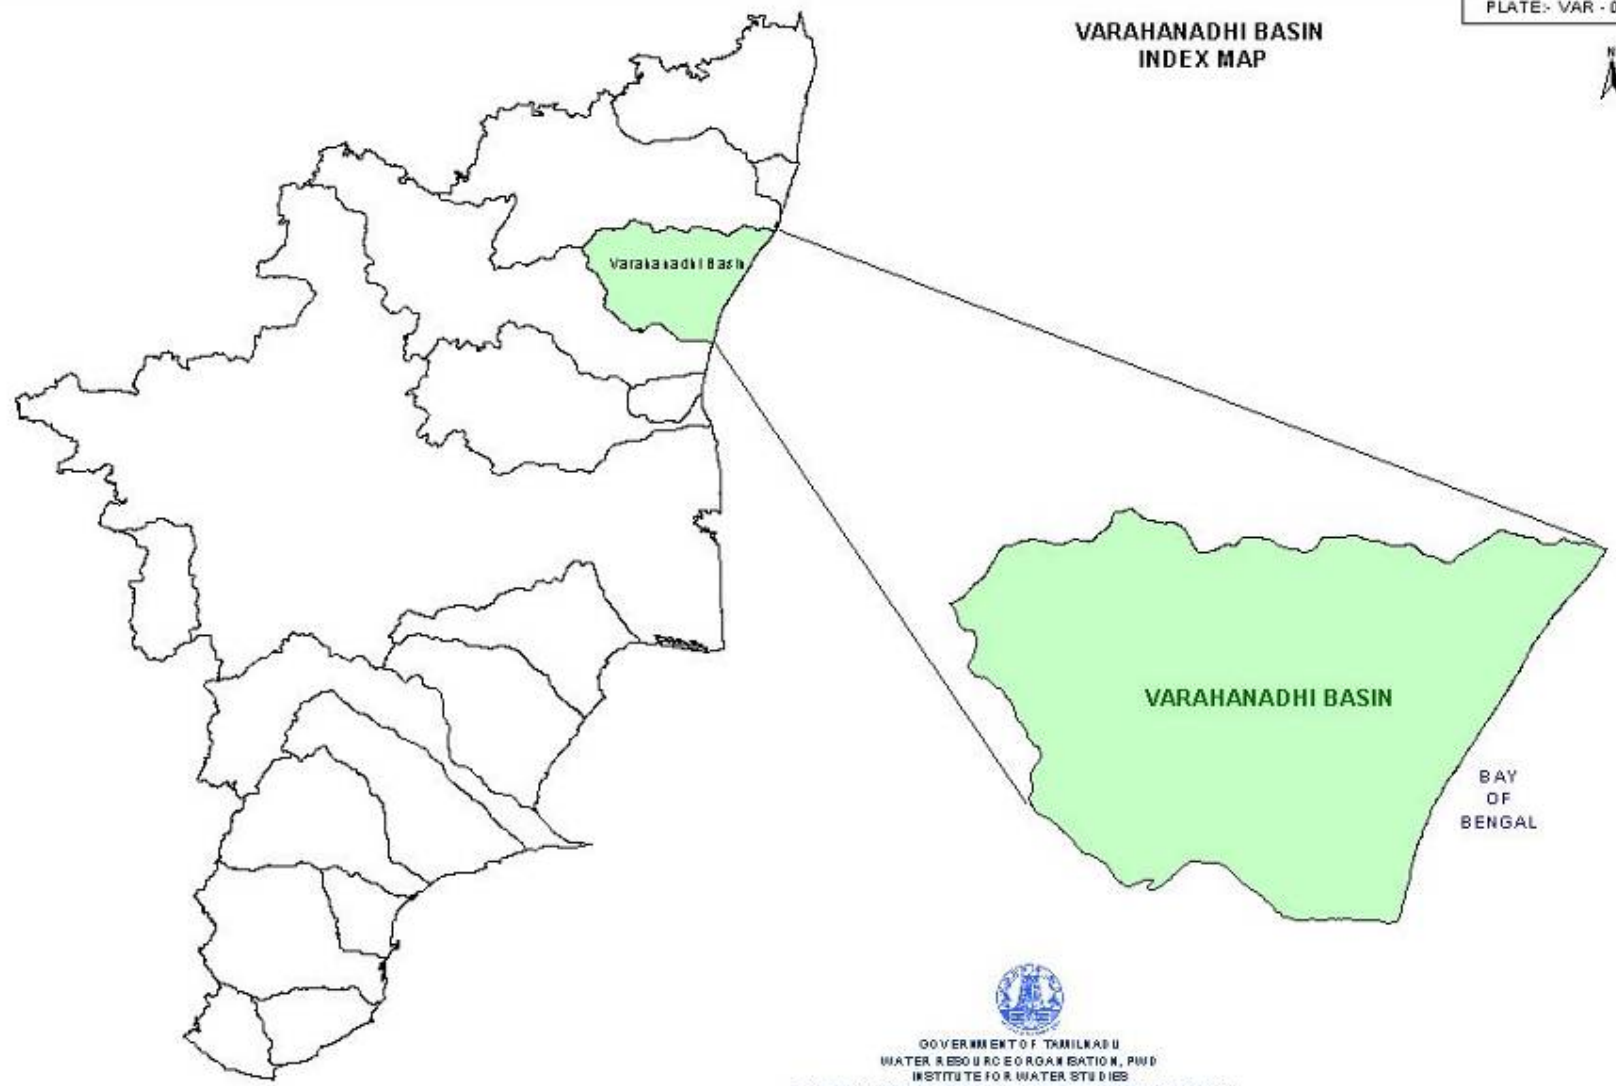 PLATE:- VAR -
VARAHANADHI BASIN
INDEX MAP
N
Varahanadhi Basin
VARAHANADHI BASIN
BAY
OF
BENGAL
GOVERNMENT OF TAMILNADU
WATER RESOURCE ORGANISATION, PWD
INSTITUTE FOR WATER STUDIES